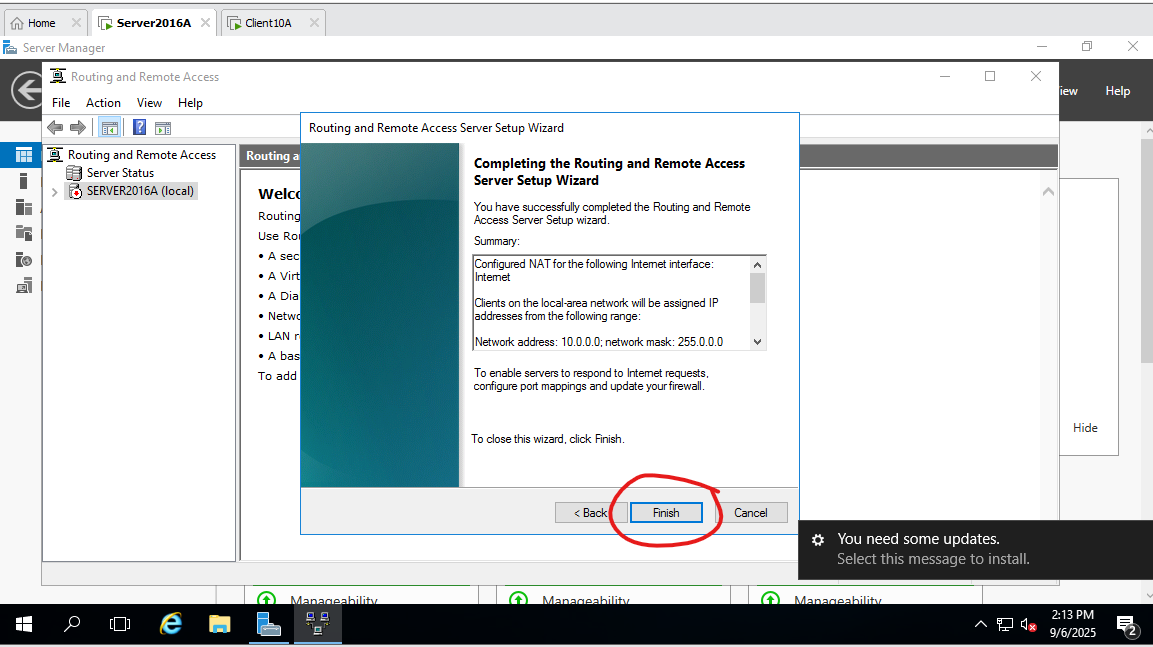 Home
Server2016A
Client10A
Server Manager
Routing and Remote Access
View
Help
File Action View Help
Routing and Remote Access
Server Status
SERVER2016A (local)
Routing a
Welco
Routing
Use Rou
• A sec
• A Virt
• A Dia
• Netwo
• LAN r
• A bas
To add
Routing and Remote Access Server Setup Wizard
Completing the Routing and Remote Access
Server Setup Wizard
You have successfully completed the Routing and Remote
Access Server Setup wizard.
Summary:
Configured NAT for the following Internet interface:
Internet
Clients on the local-area network will be assigned IP
addresses from the following range:
Network address: 10.0.0.0; network mask: 255.0.0.0
To enable servers to respond to Internet requests,
configure port mappings and update your firewall.
To close this wizard, click Finish.
< Back
Finish
Cancel
Hide
You need some updates.
Select this message to install.
Manageability
Manageability
Manageability
2:13 PM
9/6/2025
2